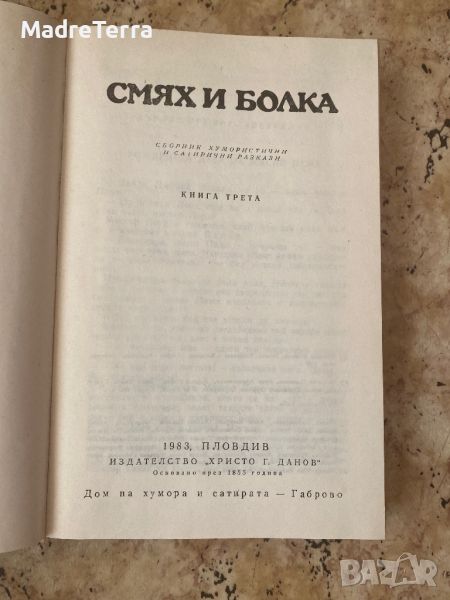 MadreTerra
СМЯХ И БОЛКА
СБОРНИК ХУМОРИСТИЧНИ
И САТИРИЧНИ РАЗКАЗИ
КНИГА ТРЕТА
1983, ПЛОВДИВ
ИЗДАТЕЛСТВО „ХРИСТО Г. ДАНОВ"
Основано през 1855 година
Дом на хумора и сатирата — Габрово
BAZAR